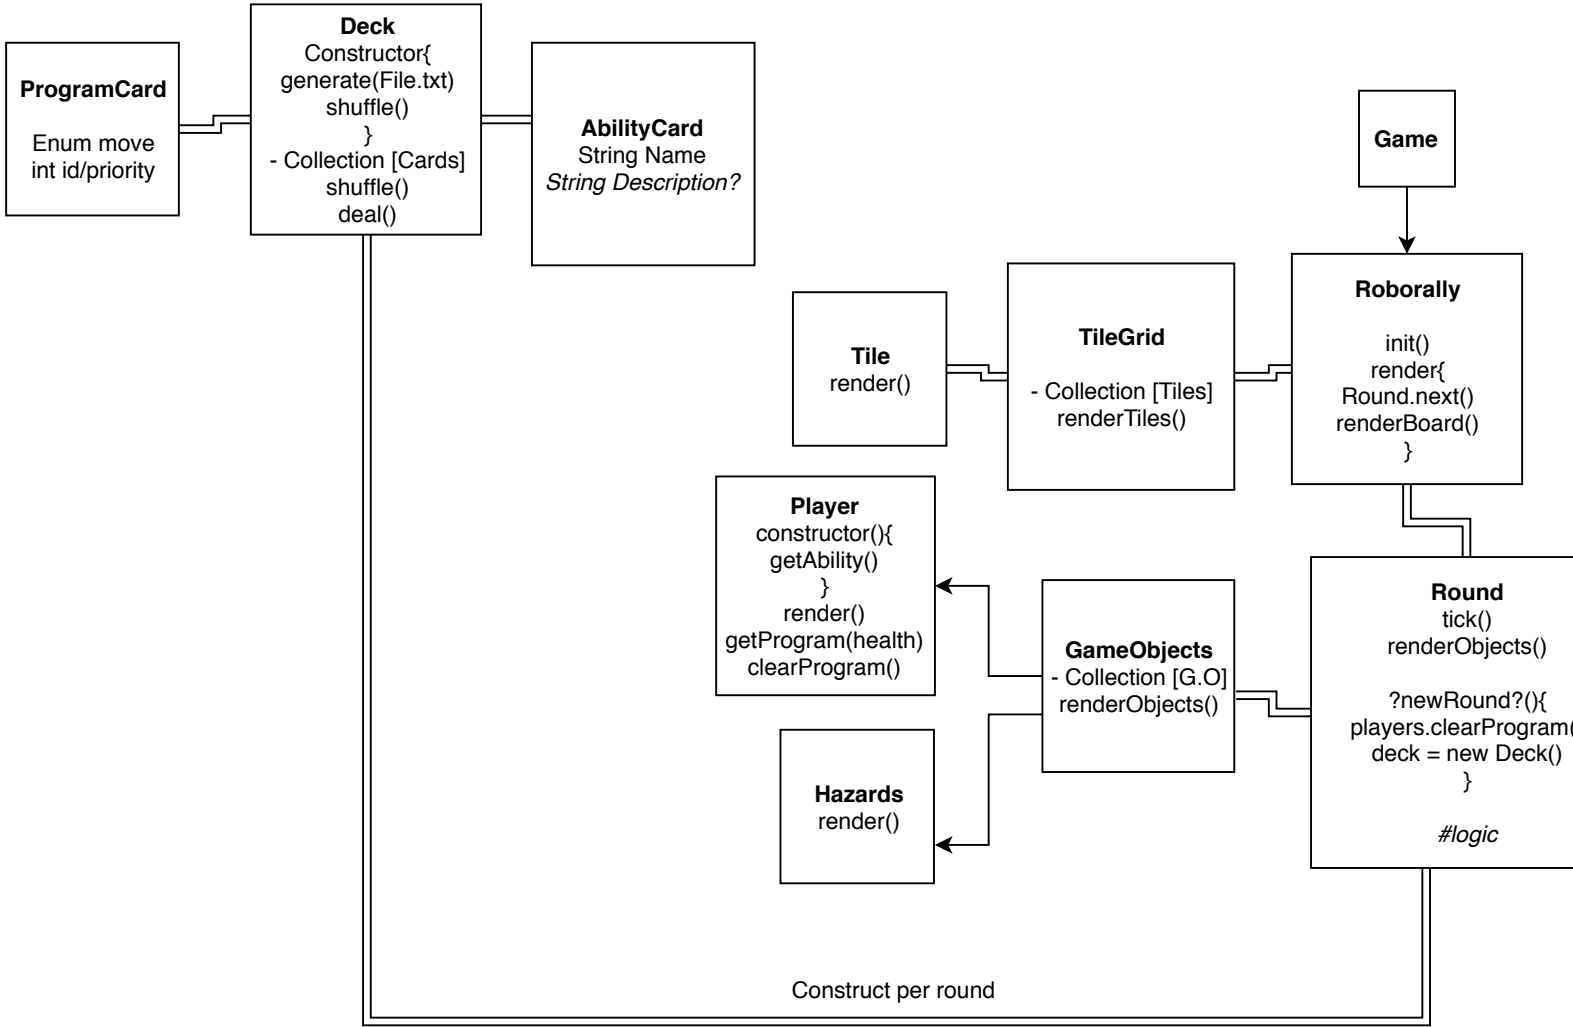 ProgramCard
Enum move
int id/priority
Deck
Constructor{
generate(File.txt)
shuffle()
}
- Collection [Cards]
shuffle()
deal()
AbilityCard
String Name
String Description?
Game
Roborally
init()
render{
Round.next()
renderBoard()
}
TileGrid
- Collection [Tiles]
renderTiles()
Tile
render()
Player
constructor(){
getAbility()
}
render()
getProgram(health)
clearProgram()
GameObjects
- Collection [G.O]
renderObjects()
Round
tick()
renderObjects()
?newRound?(){
players.clearProgram(
deck = new Deck()
}
#logic
Hazards
render()
Construct per round